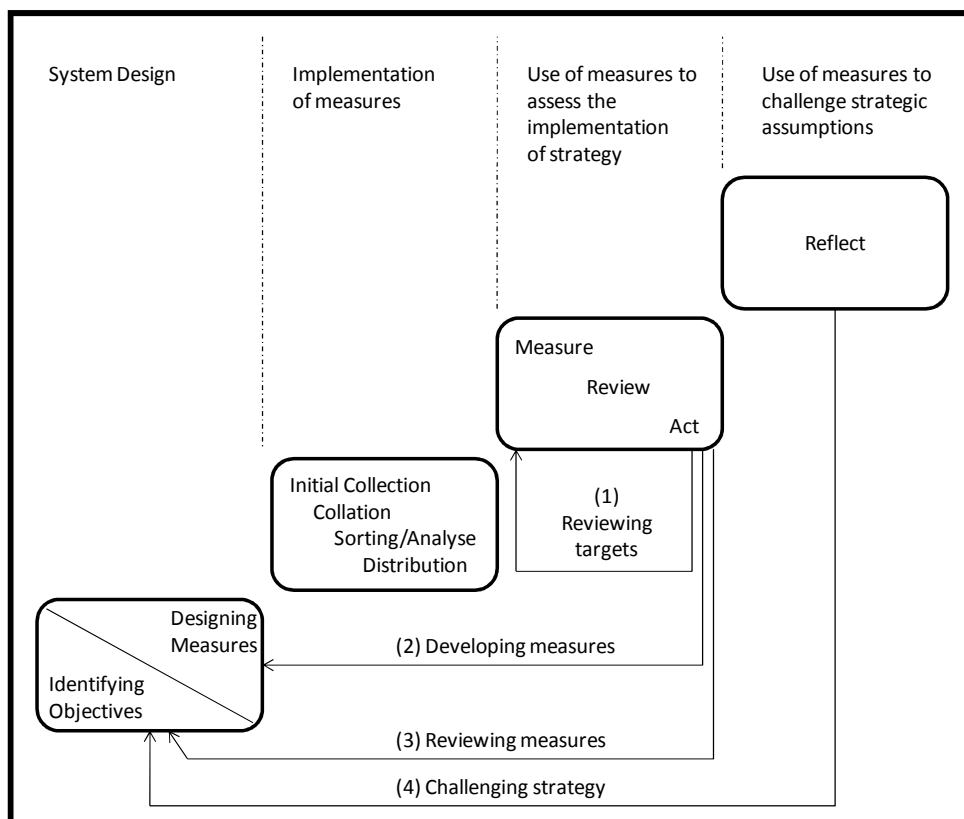 System Design
Implementation
of measures
Use of measures to
assess the
implementation
of strategy
Use of measures to
challenge strategic
assumptions
Reflect
Measure
Review
Act
Initial Collection
Collation
Sorting/Analyse
Distribution
(1)
Reviewing
targets
Designing
Measures
Identifying
Objectives
(2) Developing measures
(3) Reviewing measures
(4) Challenging strategy